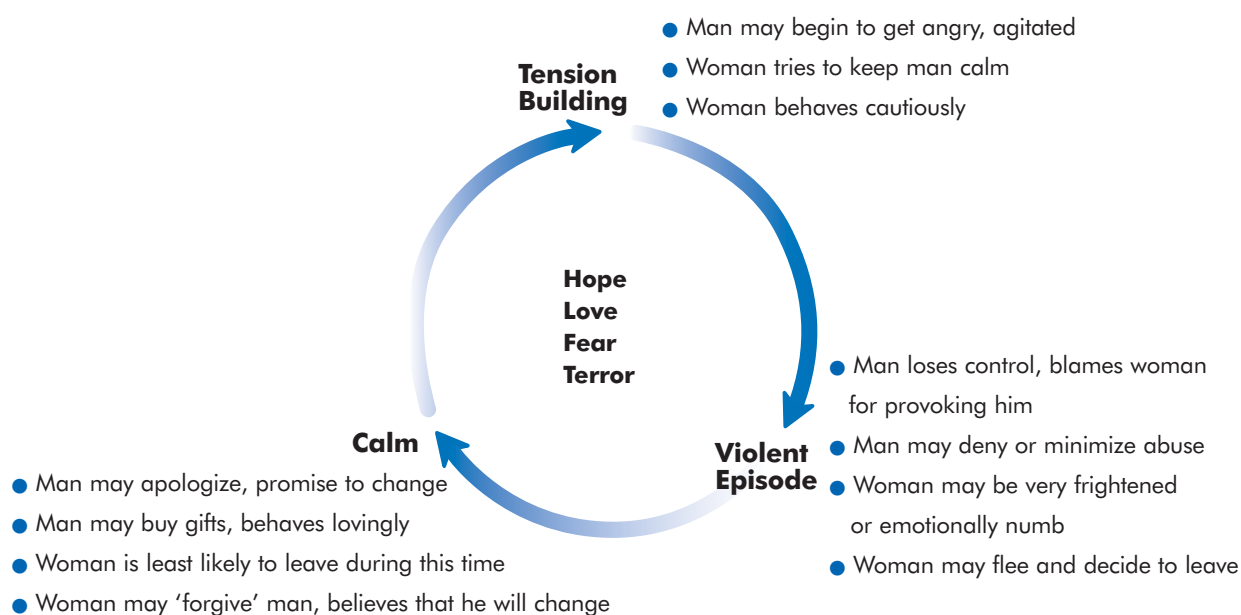 Tension
Building
● Man may begin to get angry, agitated
● Woman tries to keep man calm
● Woman behaves cautiously
Hope
Love
Fear
Terror
Violent
Episode
● Man loses control, blames woman
for provoking him
● Man may deny or minimize abuse
● Woman may be very frightened
or emotionally numb
● Woman may flee and decide to leave
Calm
● Man may apologize, promise to change
● Man may buy gifts, behaves lovingly
● Woman is least likely to leave during this time
● Woman may ‘forgive’ man, believes that he will change